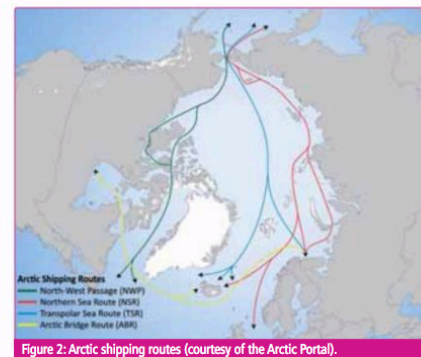 Arctic Shipping Routes
North-West Passage (NWP)
Northern Sea Route (NSR)
Transpolar Sea Route (TSR)
Arctic Bridge Route (ABR)
Figure 2: Arctic shipping routes (courtesy of the Arctic Portal).